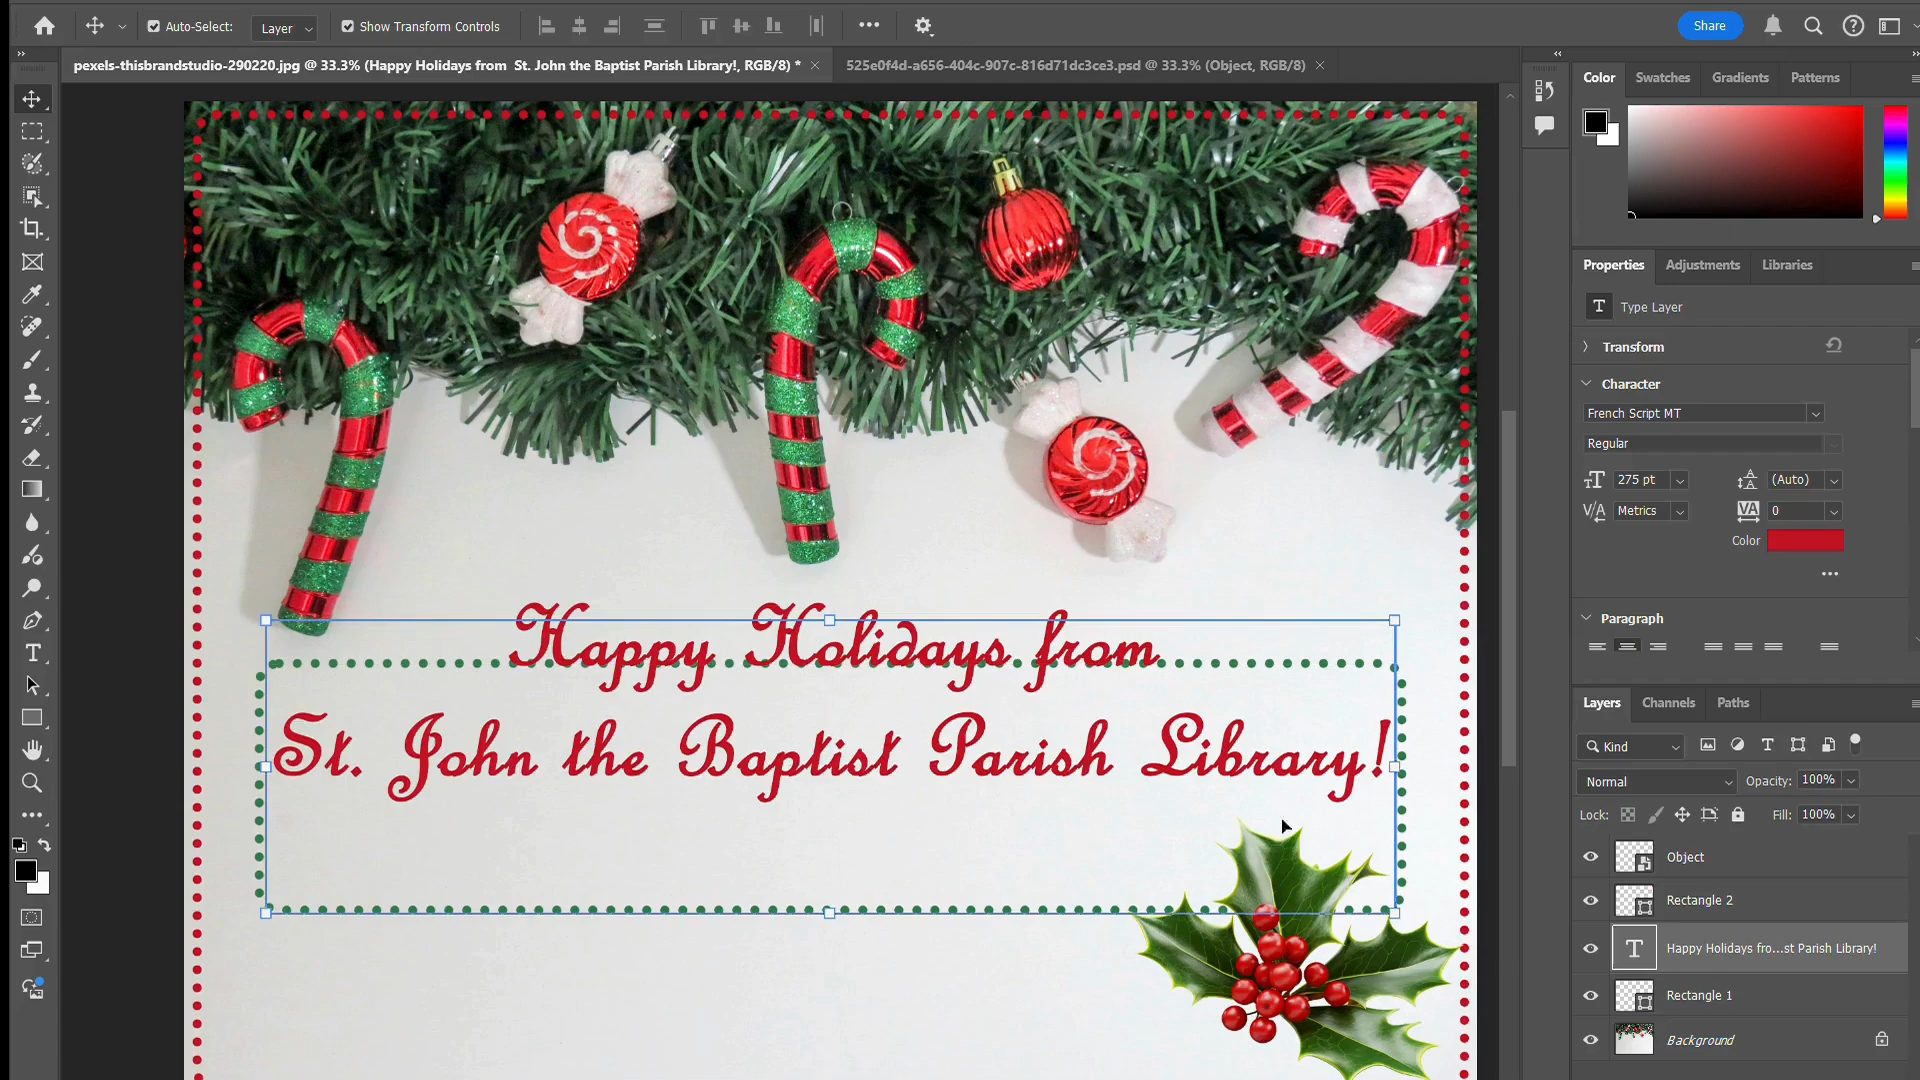 Auto-Select:
Layer
Show Transform Controls
Share
pexels-thisbrandstudio-290220.jpg @ 33.3% (Happy Holidays from  St. John the Baptist Parish Library!, RGB/8) *
525e0f4d-a656-404c-907c-816d71dc3ce3.psd @ 33.3% (Object, RGB/8)
Color
Swatches
Gradients
Patterns
Properties
Adjustments
Libraries
T Type Layer
Transform
Character
French Script MT
Regular
275 pt
(Auto)
Metrics
0
Color
Paragraph
Happy Holidays from
St. John the Baptist Parish Library!
Layers
Channels
Paths
Kind
Normal
Opacity: 100%
Lock:
Fill: 100%
Object
Rectangle 2
T Happy Holidays fro...st Parish Library!
Rectangle 1
Background